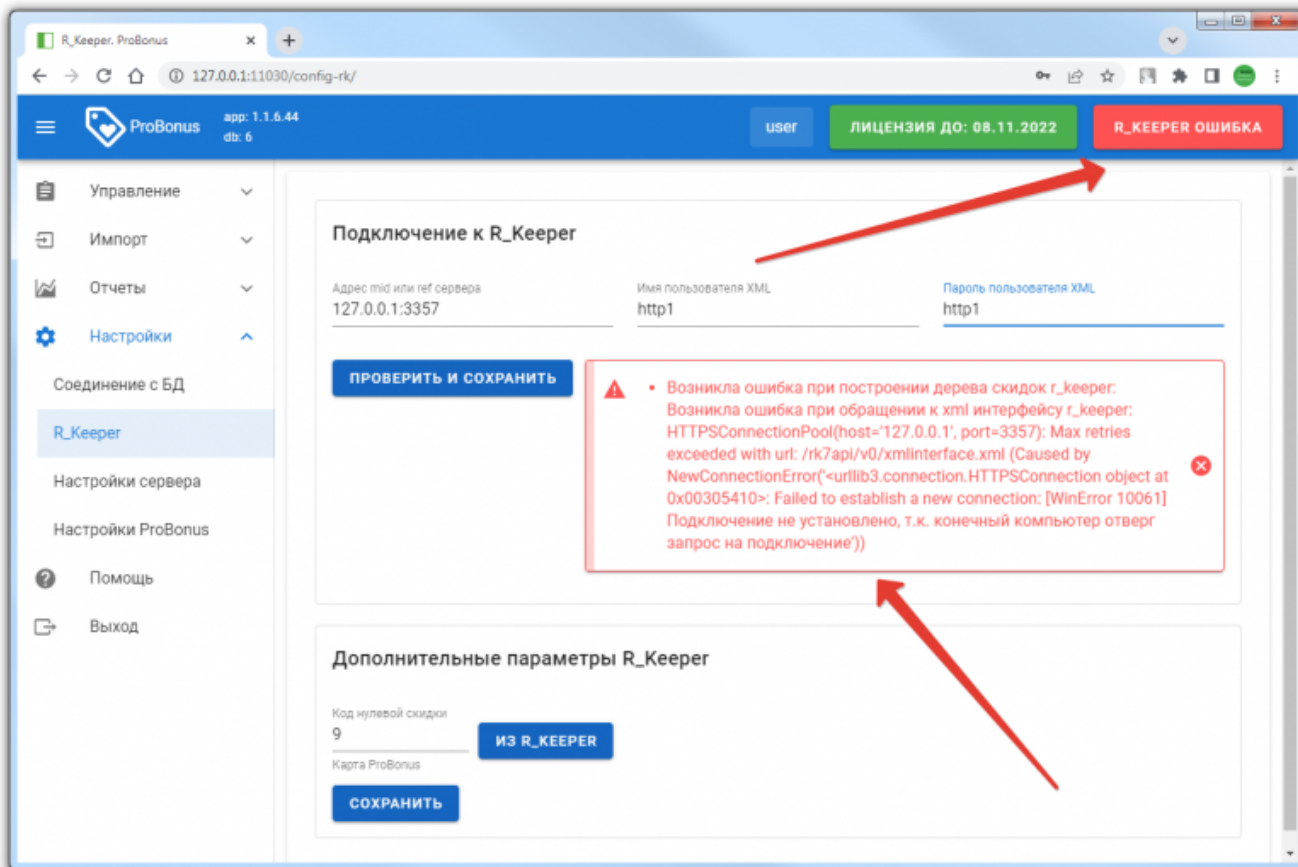 R_Keeper. ProBonus
127.0.0.1:11030/config-rk/
ProBonus
app: 1.1.6.44
db: 6
user
ЛИЦЕНЗИЯ ДО: 08.11.2022
R_KEEPER ОШИБКА
Управление
Импорт
Отчеты
Настройки
Соединение с БД
R_Keeper
Настройки сервера
Настройки ProBonus
Помощь
Выход
Подключение к R_Keeper
Адрес mid или ref сервера
127.0.0.1:3357
Имя пользователя XML
http1
Пароль пользователя XML
http1
ПРОВЕРИТЬ И СОХРАНИТЬ
Возникла ошибка при построении дерева скидок r_keeper:
Возникла ошибка при обращении к xml интерфейсу r_keeper:
HTTPSConnectionPool(host='127.0.0.1', port=3357): Max retries
exceeded with url: /rk7api/v0/xmlinterface.xml (Caused by
NewConnectionError('<urllib3.connection.HTTPSConnection object at
0x00305410>: Failed to establish a new connection: [WinError 10061]
Подключение не установлено, т.к. конечный компьютер отверг
запрос на подключение'))
Дополнительные параметры R_Keeper
Код нулевой скидки
9
ИЗ R_KEEPER
Карта ProBonus
СОХРАНИТЬ